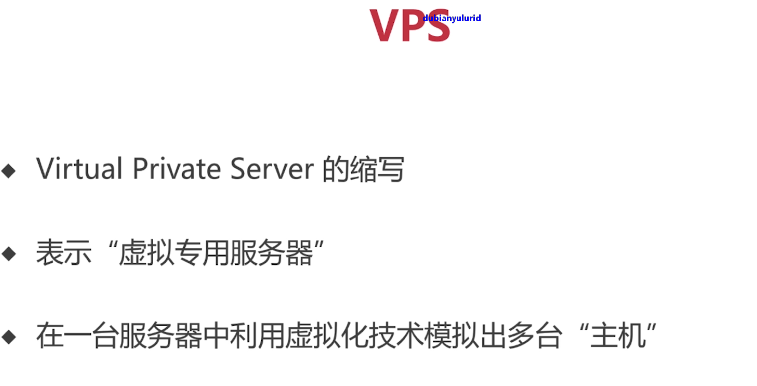 VPS
dubianyulurid
◆ Virtual Private Server 的缩写
◆ 表示“虚拟专用服务器”
◆ 在一台服务器中利用虚拟化技术模拟出多台“主机”